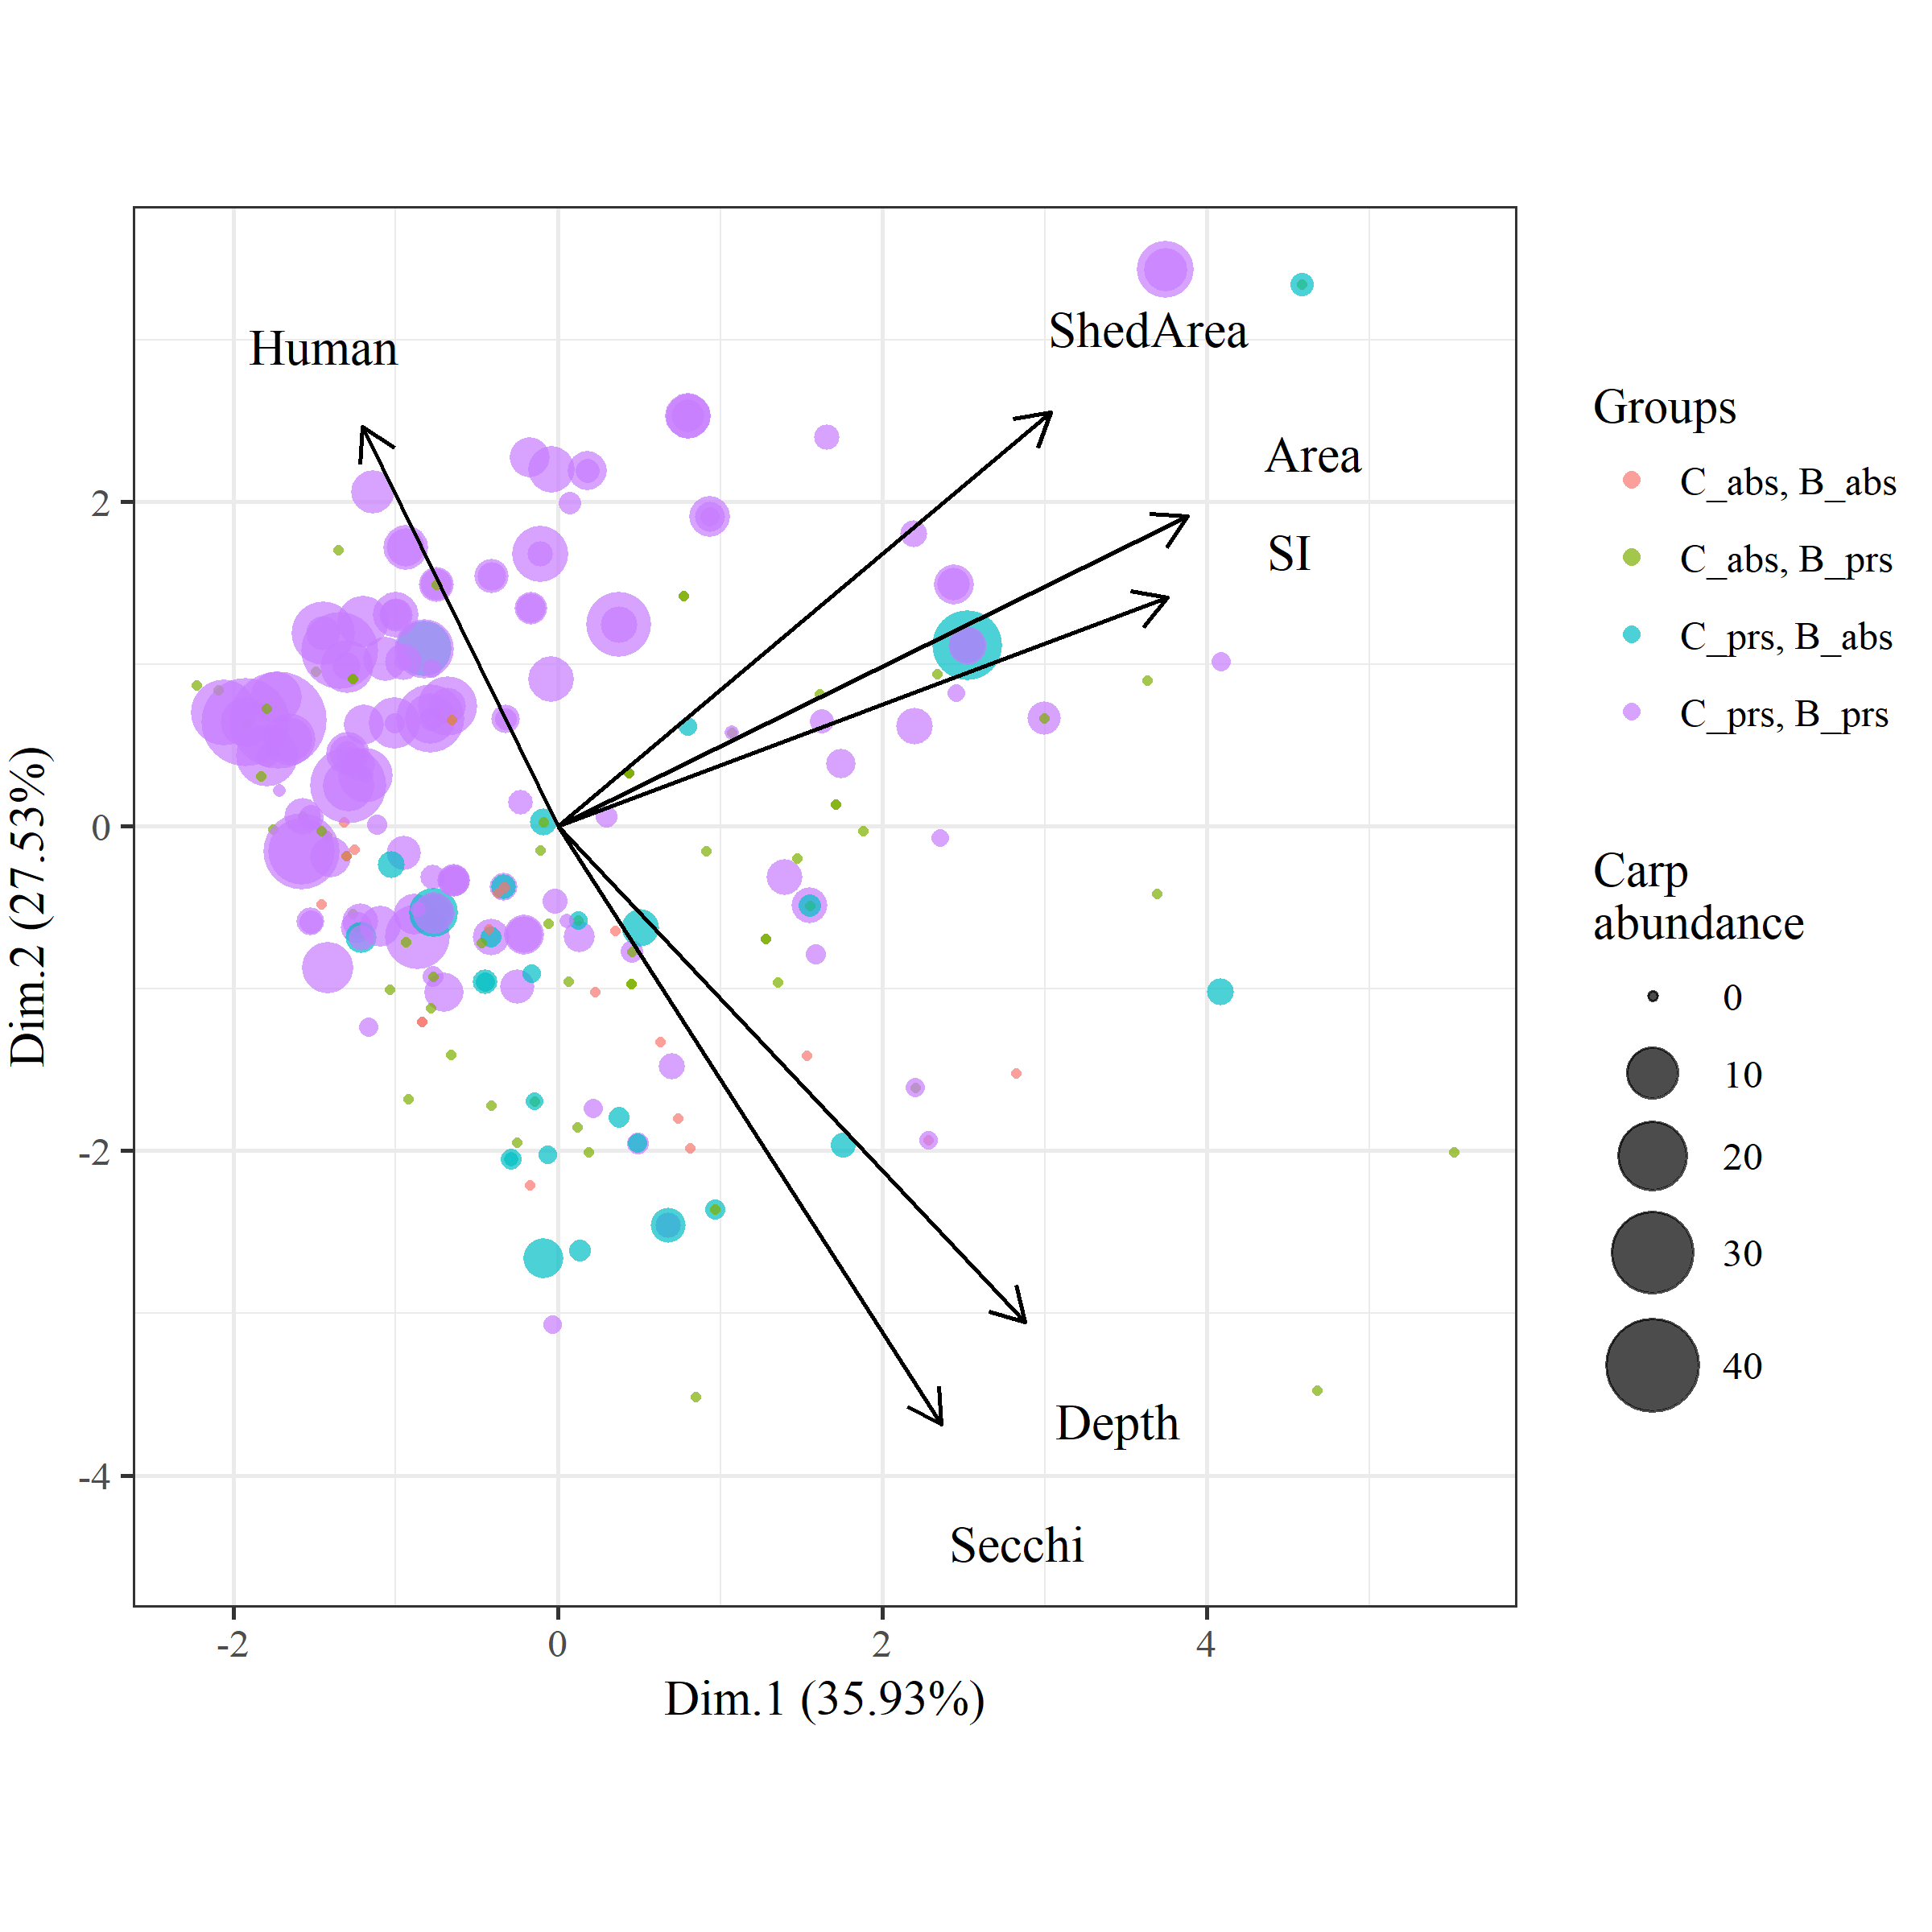 Human
ShedArea
Area
SI
Depth
Secchi
2
0
-2
-4
-2
0
2
4
Dim.2 (27.53%)
Dim.1 (35.93%)
Groups
C_abs, B_abs
C_abs, B_prs
C_prs, B_abs
C_prs, B_prs
Carp
abundance
0
10
20
30
40